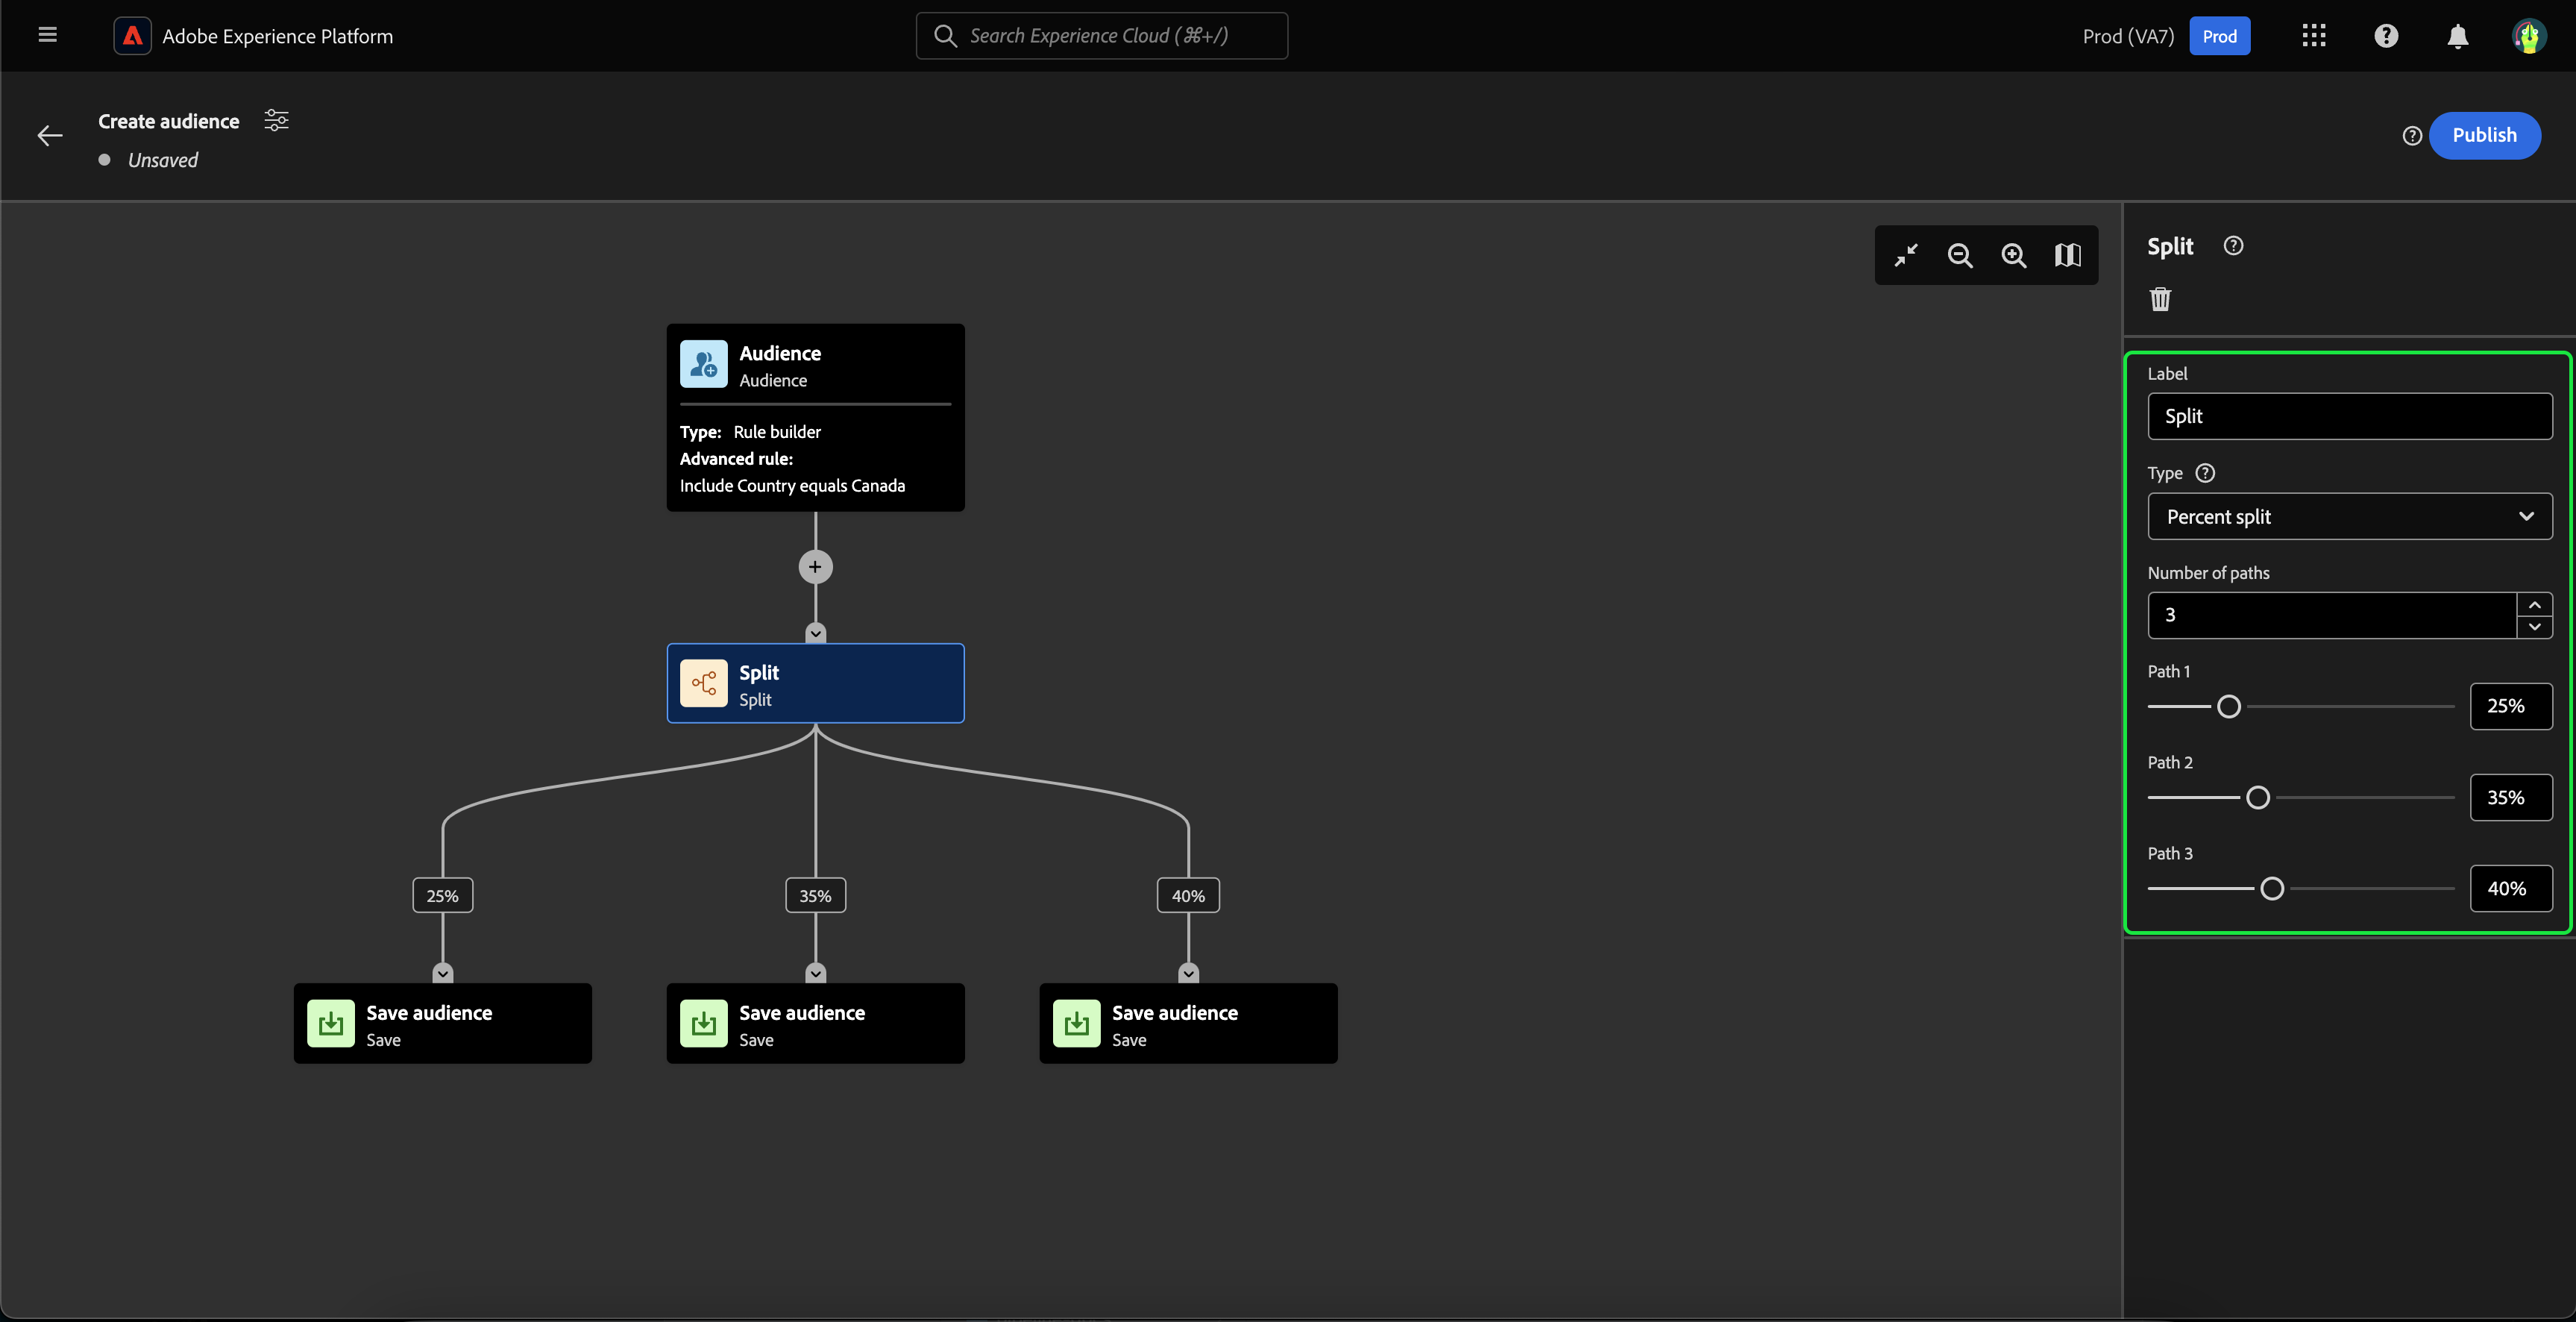 Adobe Experience Platform
Search Experience Cloud (⌘+/)
Prod (VA7)
Prod
Create audience
Unsaved
Publish
Audience
Audience
Type: Rule builder
Advanced rule:
Include Country equals Canada
Split
Split
25%
35%
40%
Save audience
Save
Save audience
Save
Save audience
Save
Split
Label
Split
Type
Percent split
Number of paths
3
Path 1
25%
Path 2
35%
Path 3
40%